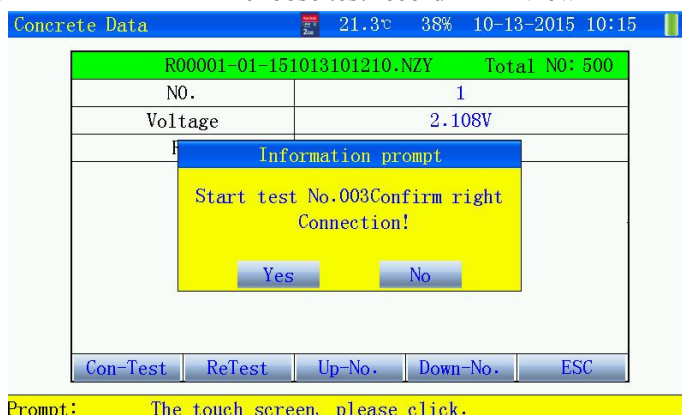 Concrete Data 21.3℃ 38% 10-13-2015 10:15
R00001-01-151013101210.NZY Total N0: 500
N0. 1
Voltage 2.108V
Information prompt
Start test No.003Confirm right
Connection!
Yes No
Con-Test ReTest Up-No. Down-No. ESC
Prompt: The touch screen, please click.